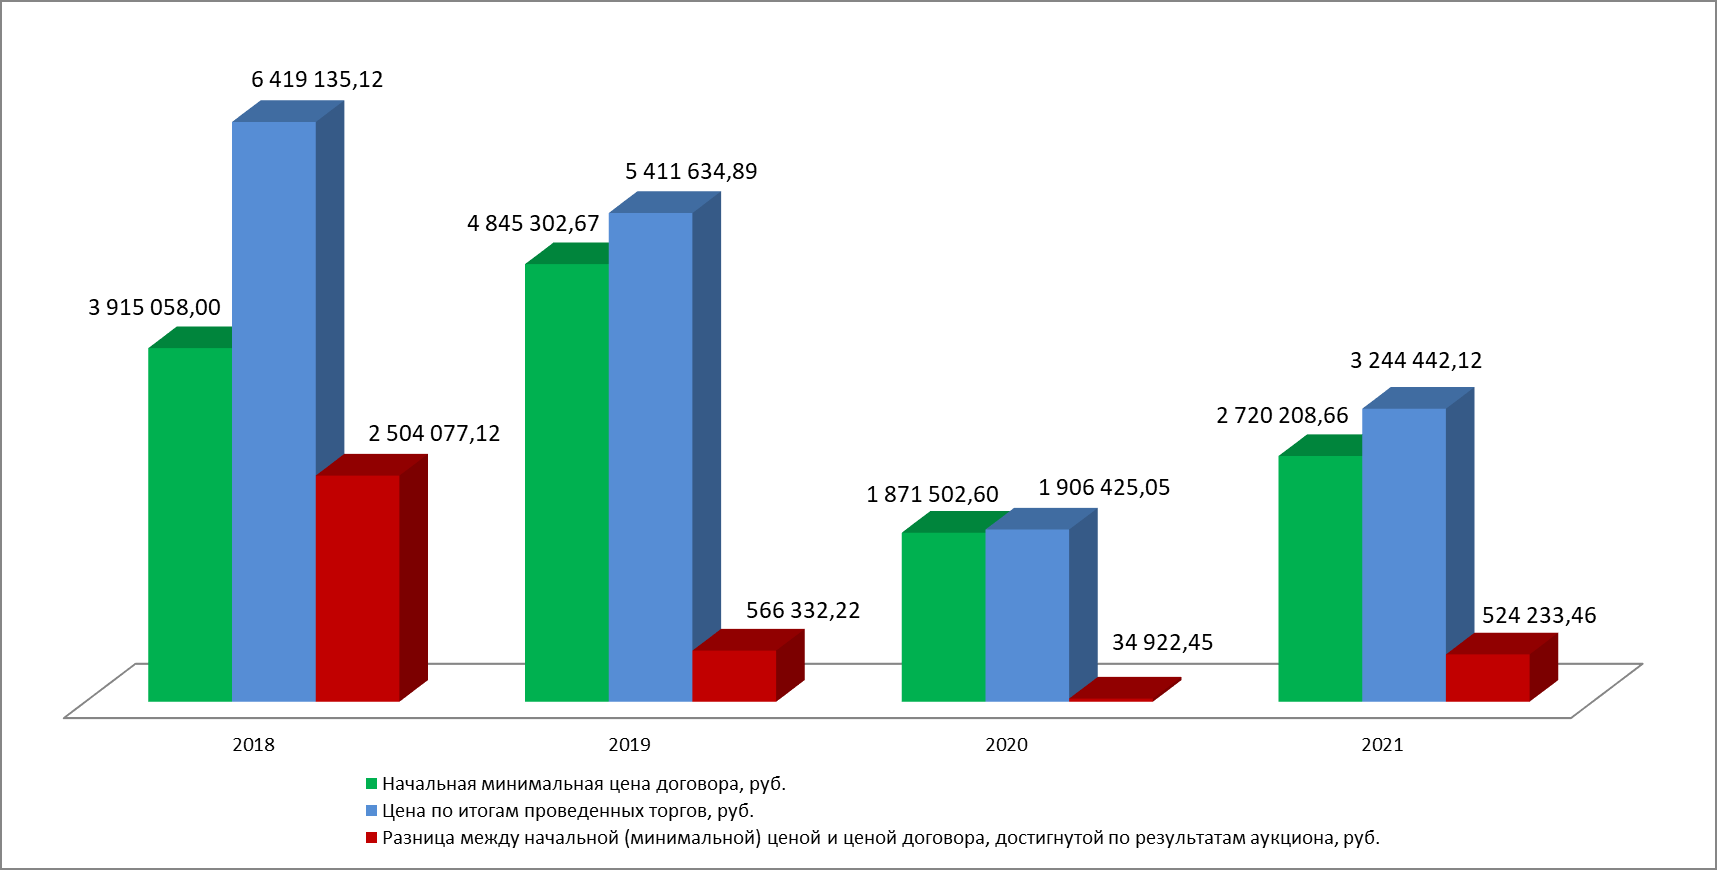 6 419 135,12
5 411 634,89
4 845 302,67
3 915 058,00
3 244 442,12
2 720 208,66
2 504 077,12
1 871 502,60
1 906 425,05
566 332,22
34 922,45
524 233,46
2018
2019
2020
2021
Начальная минимальная цена договора, руб.
Цена по итогам проведенных торгов, руб.
Разница между начальной (минимальной) ценой и ценой договора, достигнутой по результатам аукциона, руб.